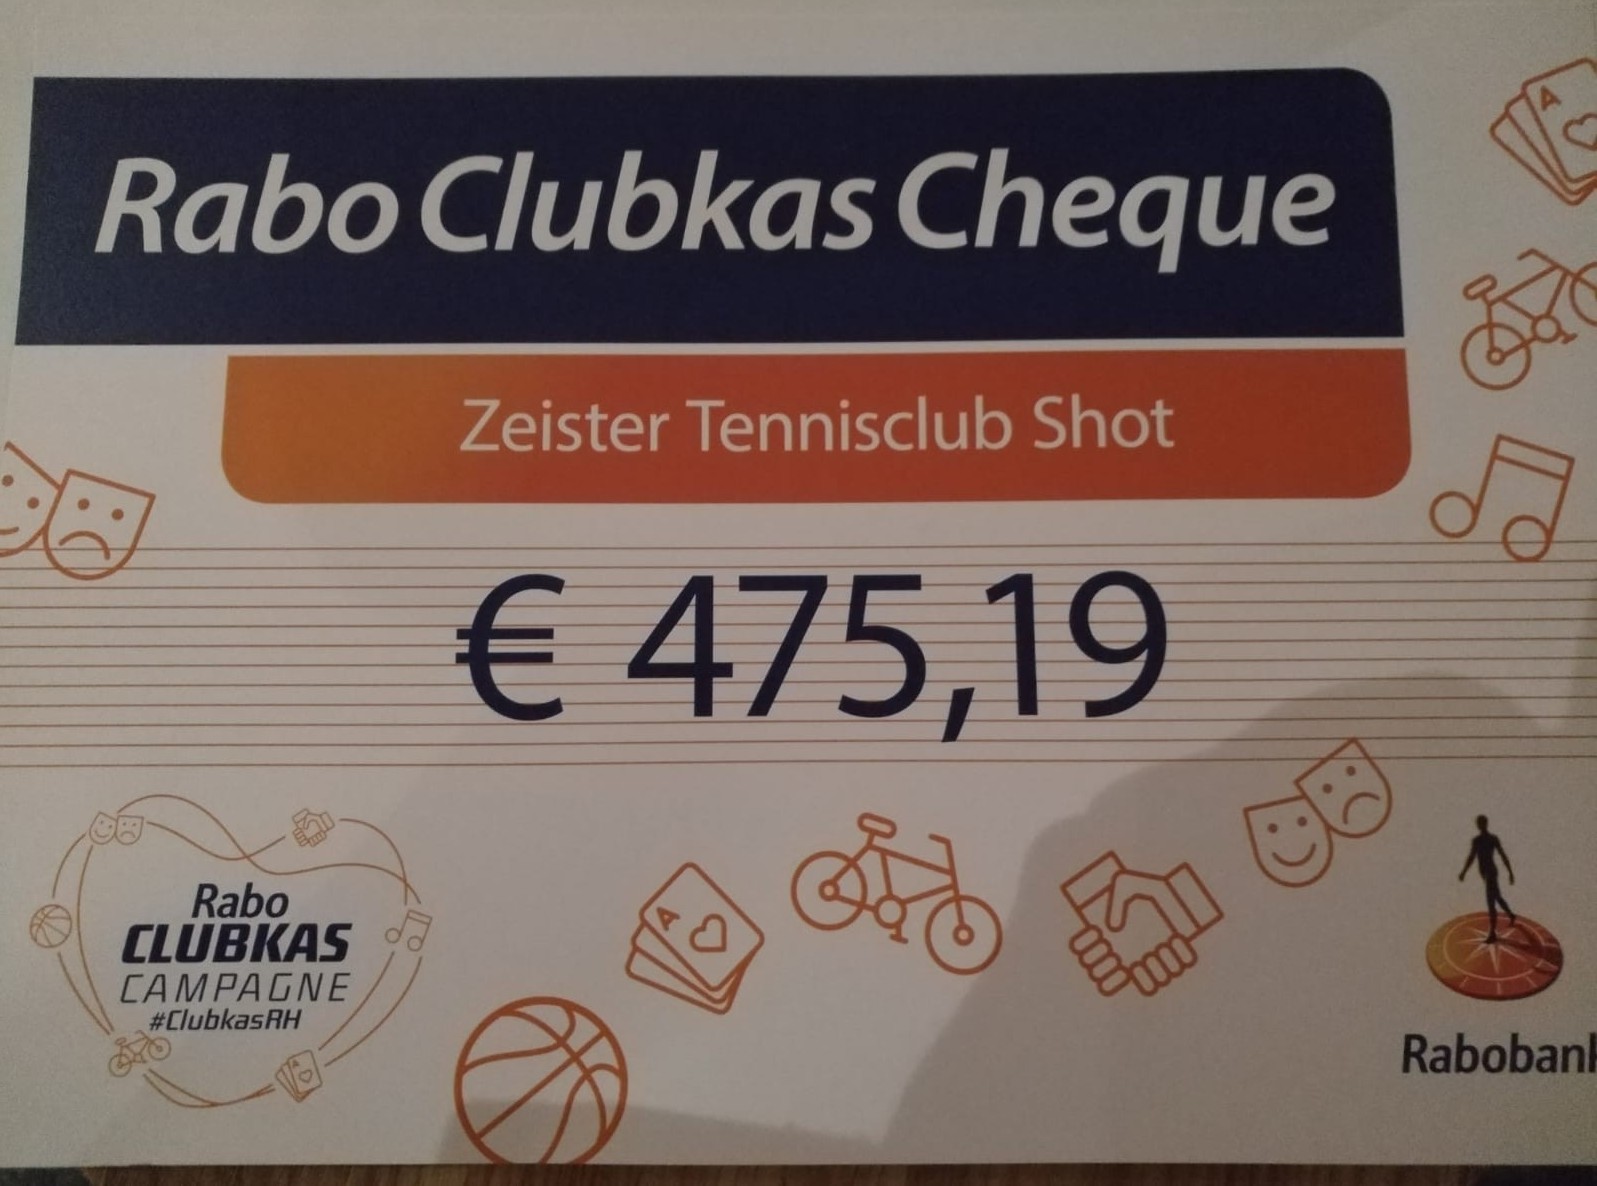 Rabo Clubkas Cheque
Zeister Tennisclub Shot
€ 475,19
Rabo
CLUBKAS
CAMPAGNE
#ClubkasRH
A
A
A
Rabobank